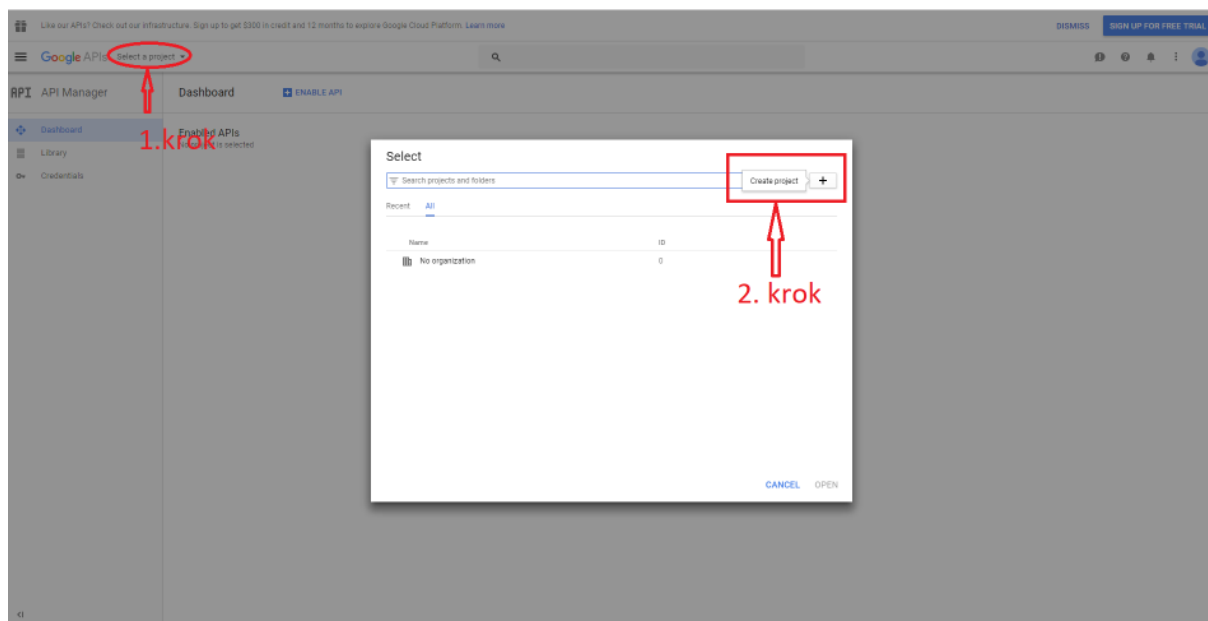 Like our APIs? Check out our infrastructure. Sign up to get $300 in credit and 12 months to explore Google Cloud Platform. Learn more
DISMISS
SIGN UP FOR FREE TRIAL
Google APIs
Select a project
API API Manager
Dashboard
ENABLE API
Dashboard
Library
Credentials
1.krok
Enabled APIs
No project is selected
Select
Search projects and folders
Create project
+
Recent All
Name ID
No organization 0
2. krok
CANCEL OPEN